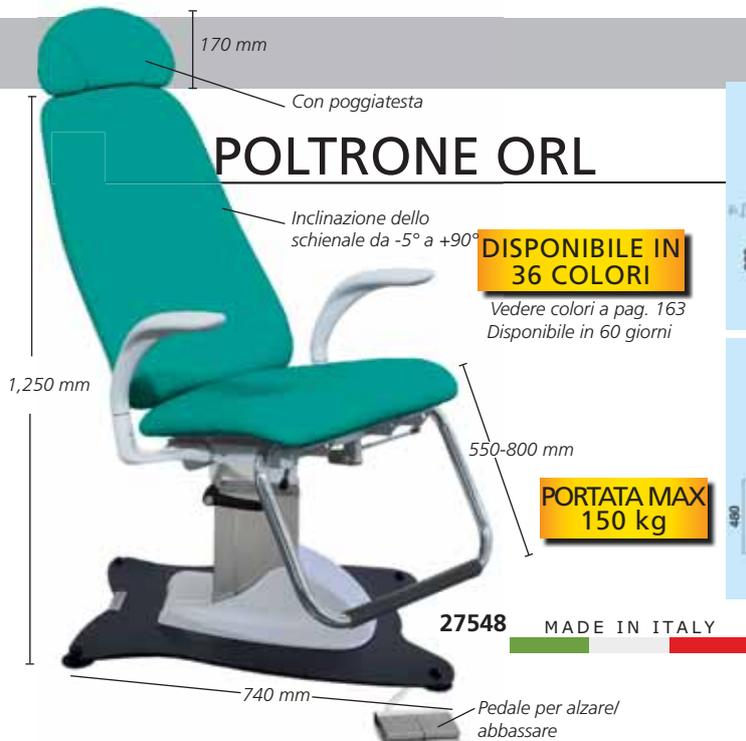 170 mm
Con poggiatesta
POLTRONE ORL
Inclinazione dello
schienale da -5° a +90°
DISPONIBILE IN
36 COLORI
Vedere colori a pag. 163
Disponibile in 60 giorni
1,250 mm
550-800 mm
PORTATA MAX
150 kg
480
27548
MADE IN ITALY
740 mm
Pedale per alzare/
abbassare